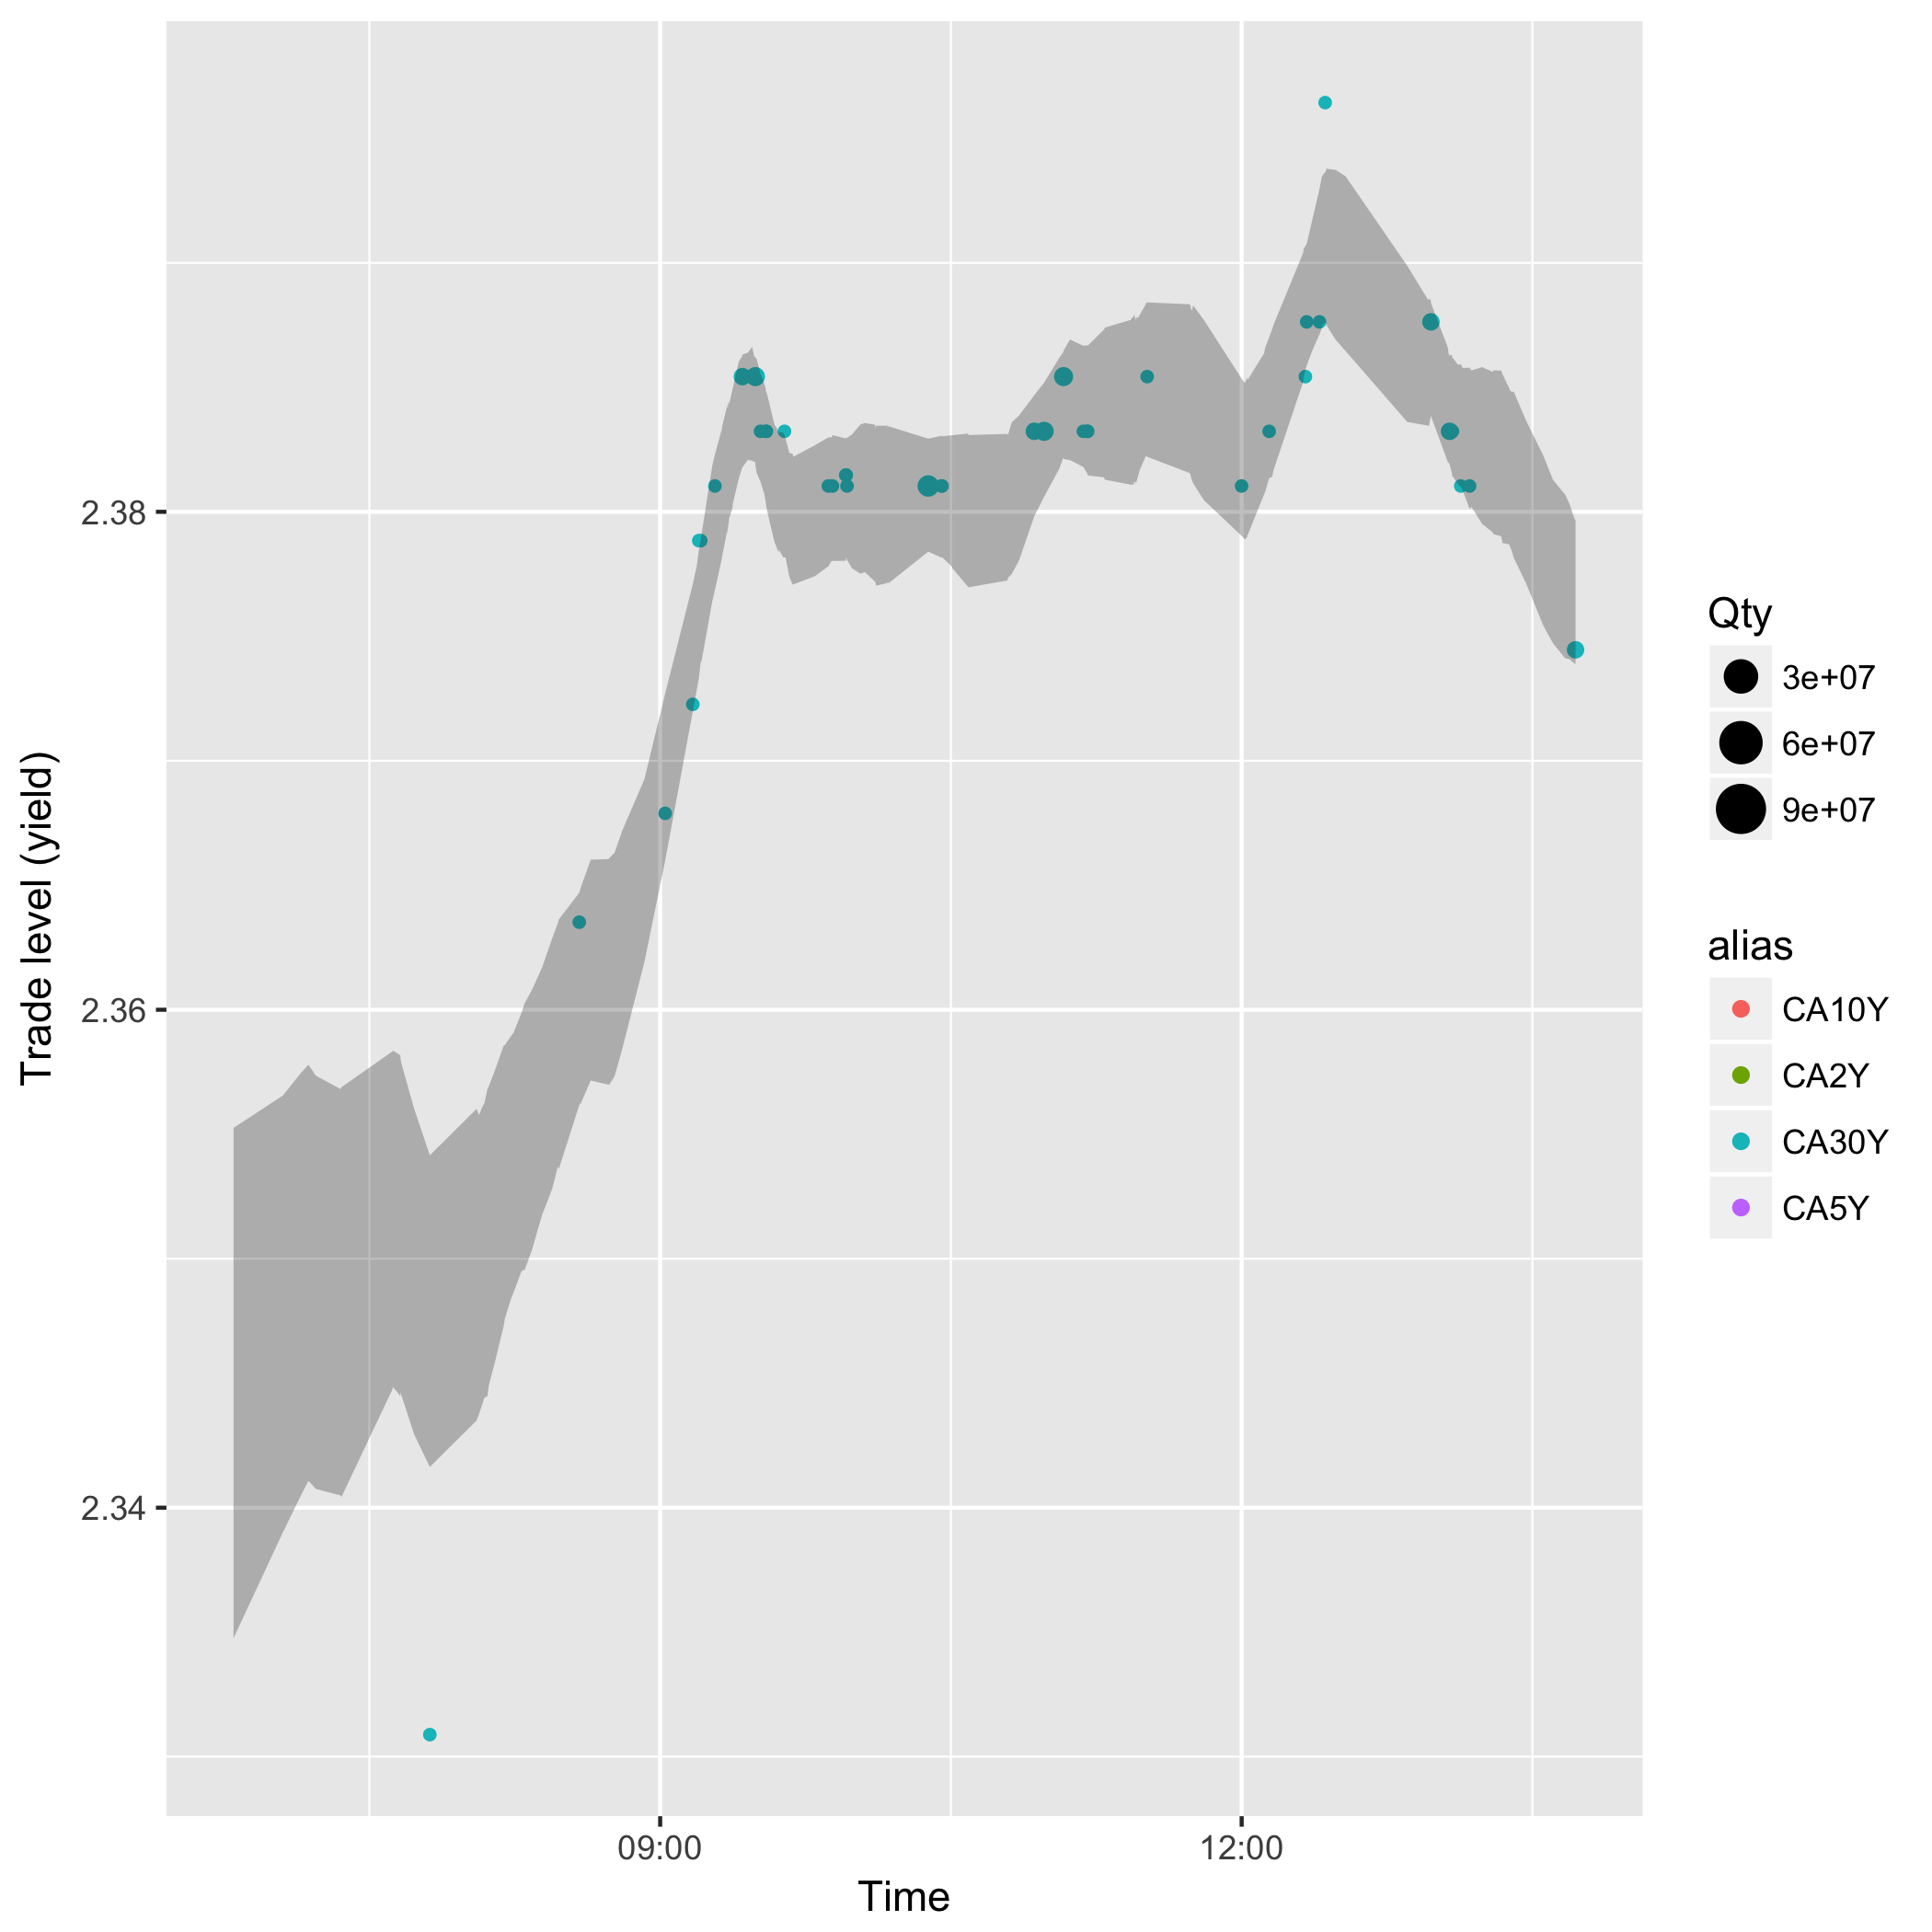 Trade level (yield)
2.38
2.36
2.34
09:00
12:00
Time
Qty
3e+07
6e+07
9e+07
alias
CA10Y
CA2Y
CA30Y
CA5Y